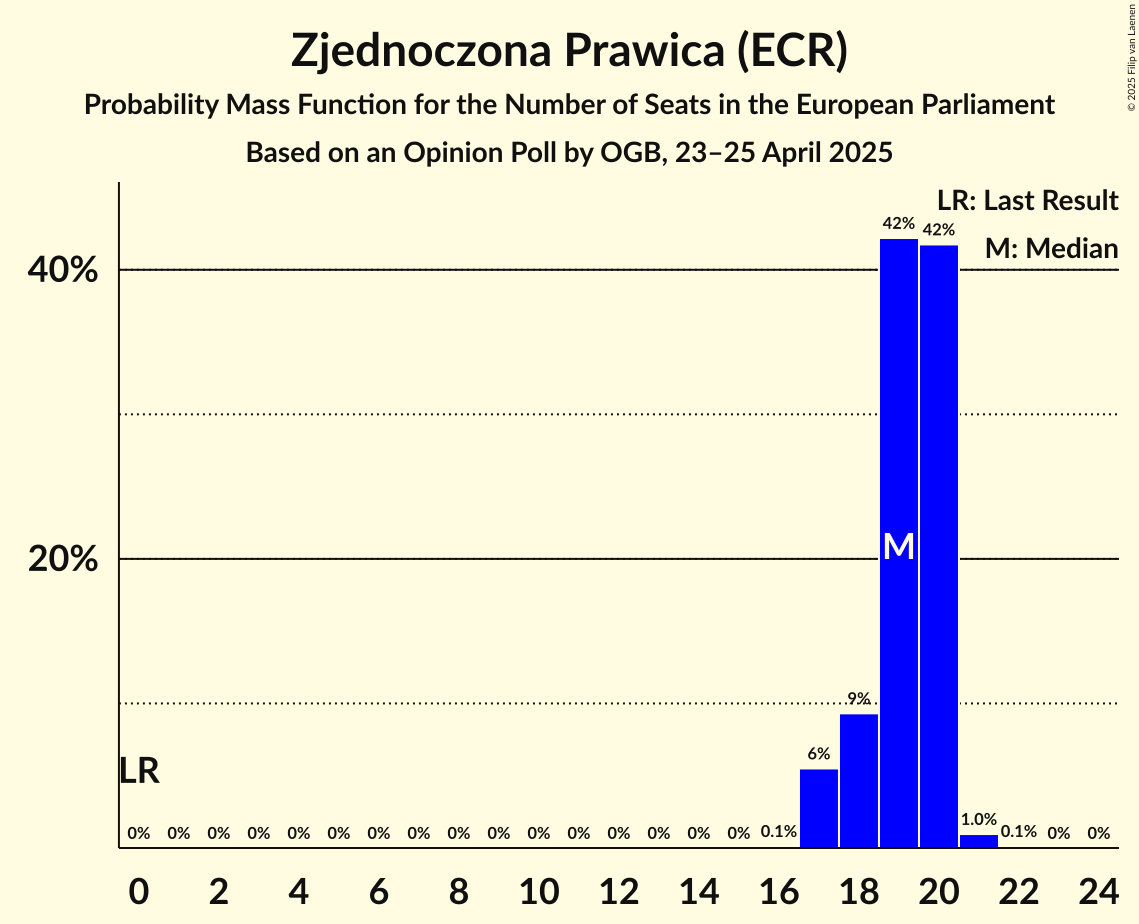 Zjednoczona Prawica (ECR)
Probability Mass Function for the Number of Seats in the European Parliament
Based on an Opinion Poll by OGB, 23–25 April 2025
© 2025 Filip van Laenen
LR: Last Result
M: Median
42% 42%
40%
M
20%
9%
6%
LR
0% 0% 0% 0% 0% 0% 0% 0% 0% 0% 0% 0% 0% 0% 0% 0% 0.1% 1.0% 0.1% 0% 0%
0 2 4 6 8 10 12 14 16 18 20 22 24